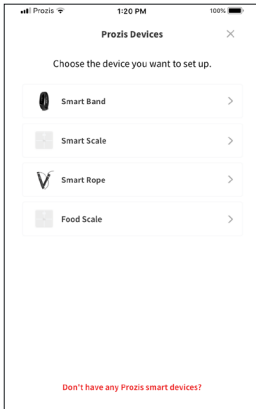 Prozis 1:20 PM 100%
Prozis Devices
Choose the device you want to set up.
Smart Band
Smart Scale
Smart Rope
Food Scale
Don't have any Prozis smart devices?